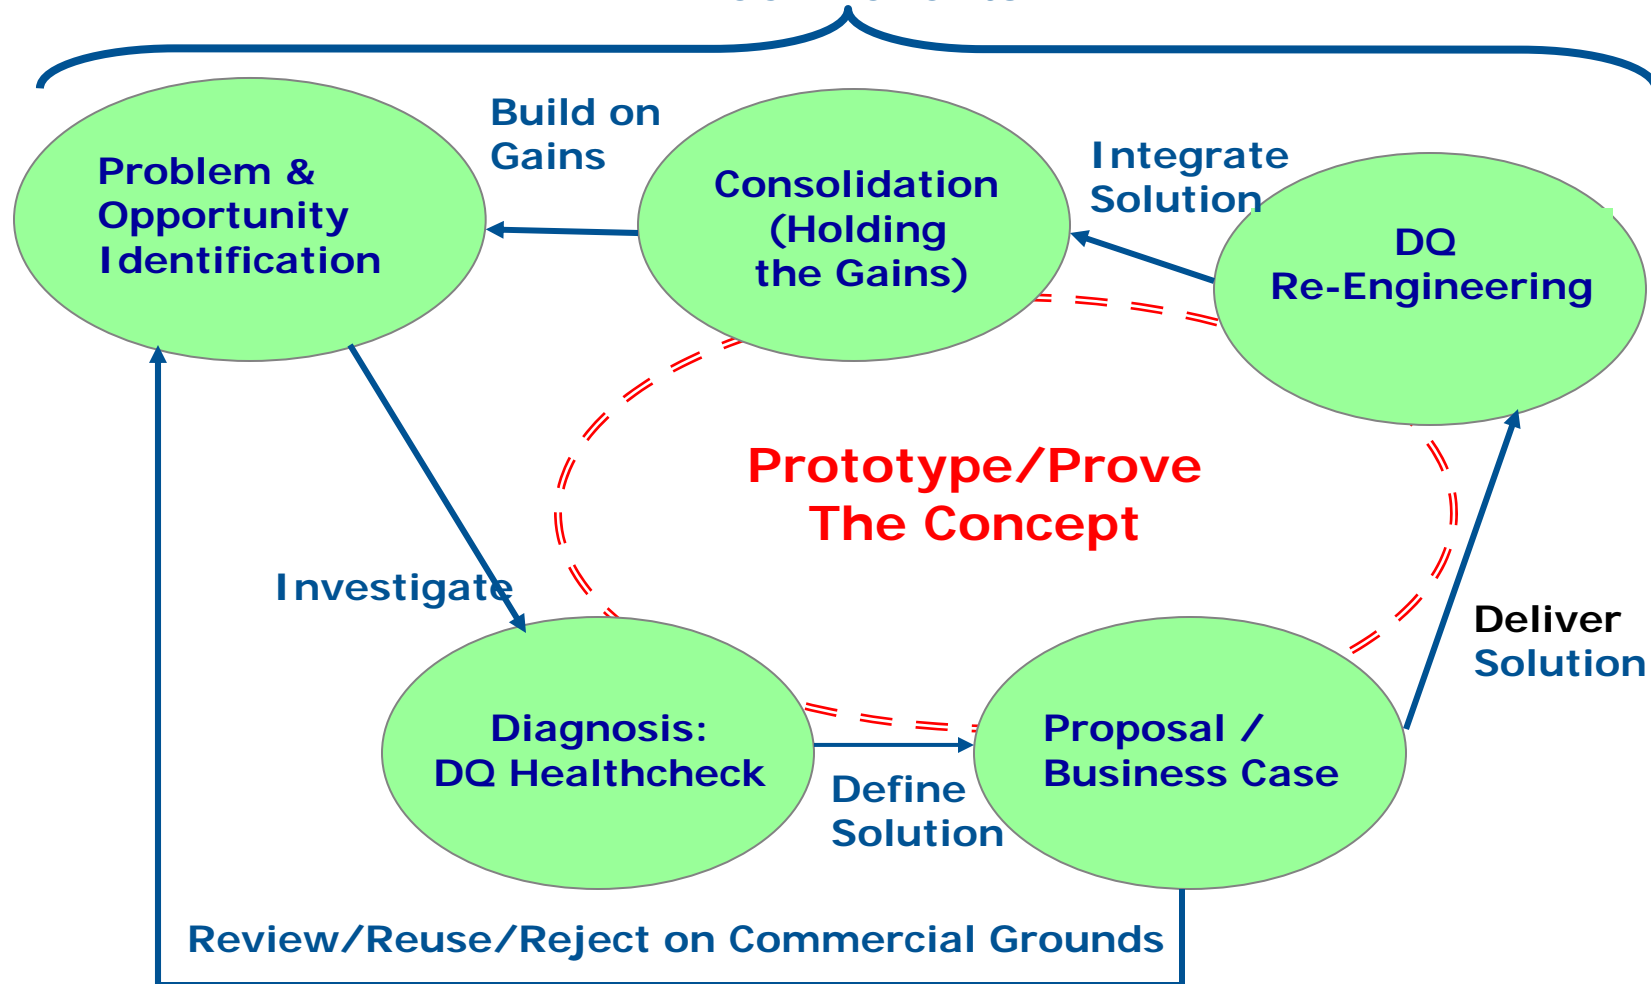 Build on
Gains
Integrate
Solution
Problem &
Opportunity
Identification
Consolidation
(Holding
the Gains)
DQ
Re-Engineering
Prototype/Prove
The Concept
Investigate
Deliver
Solution
Diagnosis:
DQ Healthcheck
Define
Solution
Proposal /
Business Case
Review/Reuse/Reject on Commercial Grounds